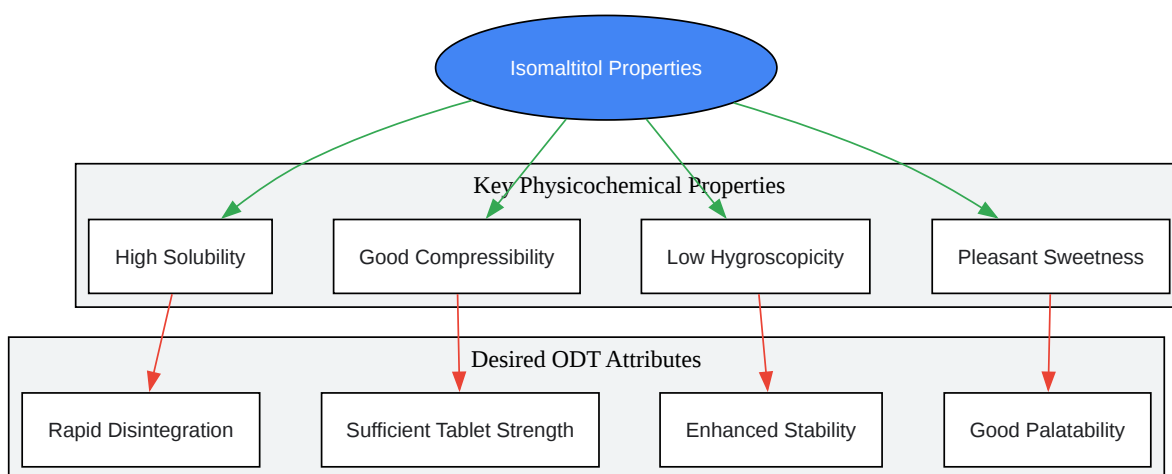 Isomaltitol Properties
Key Physicochemical Properties
High Solubility
Good Compressibility
Low Hygroscopicity
Pleasant Sweetness
Desired ODT Attributes
Rapid Disintegration
Sufficient Tablet Strength
Enhanced Stability
Good Palatability